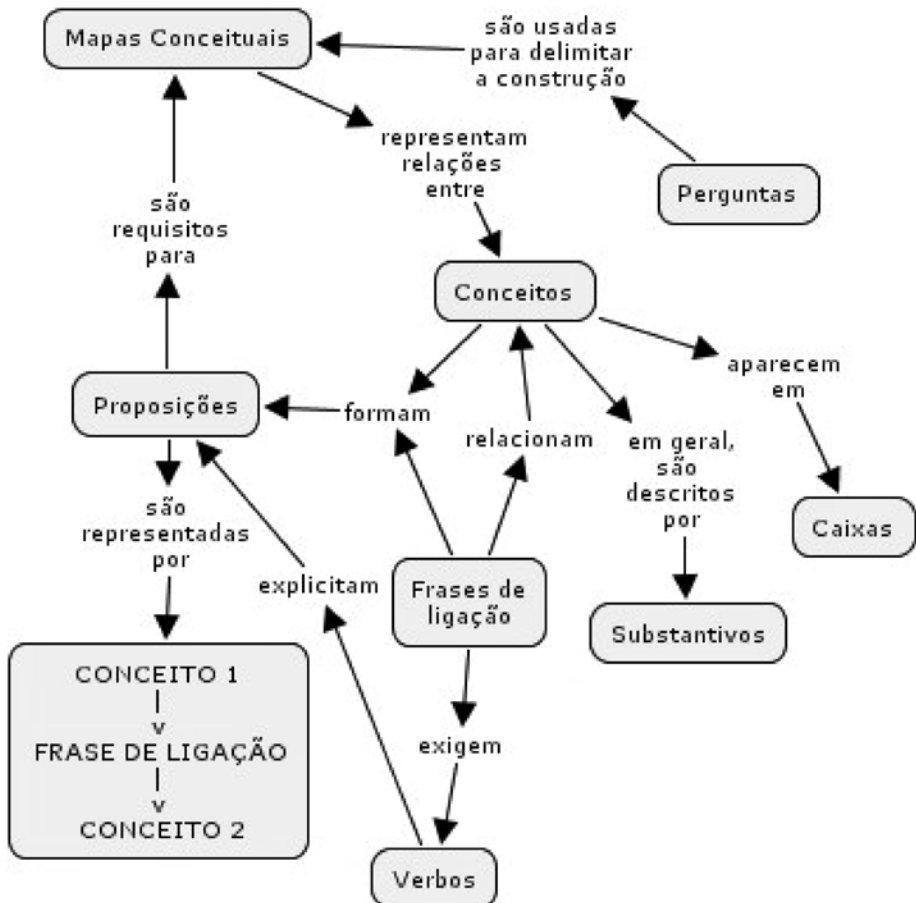 Mapas Conceituais
são usadas
para delimitar
a construção
representam
relações
entre
Perguntas
são
requisitos
para
Conceitos
aparecem
em
Proposições
formam
relacionam
em geral,
são
descritos
por
são
representadas
por
Caixas
explicitam
Frases de
ligação
Substantivos
CONCEITO 1
|
v
FRASE DE LIGAÇÃO
|
v
CONCEITO 2
exigem
Verbos